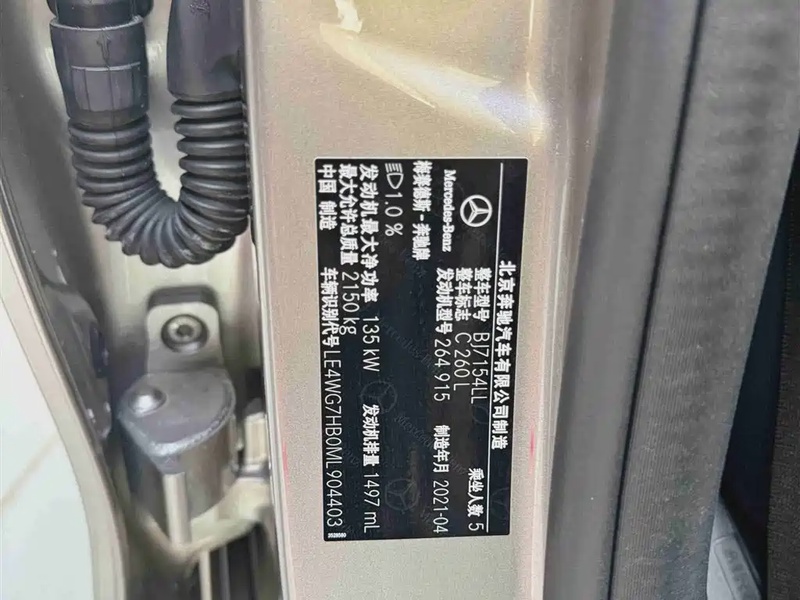 北京奔驰汽车有限公司制造
Mercedes-Benz
梅赛德斯-奔驰牌
1.0 %
整车型号 BJ7154LL
乘坐人数 5
整车标志 C 260 L
发动机型号 264 915
制造年月 2021-04
发动机最大净功率 135 kW
发动机排量 1497 mL
最大允许总质量 2150 kg
中国 制造
车辆识别代号 LE4WG7HB0ML904403